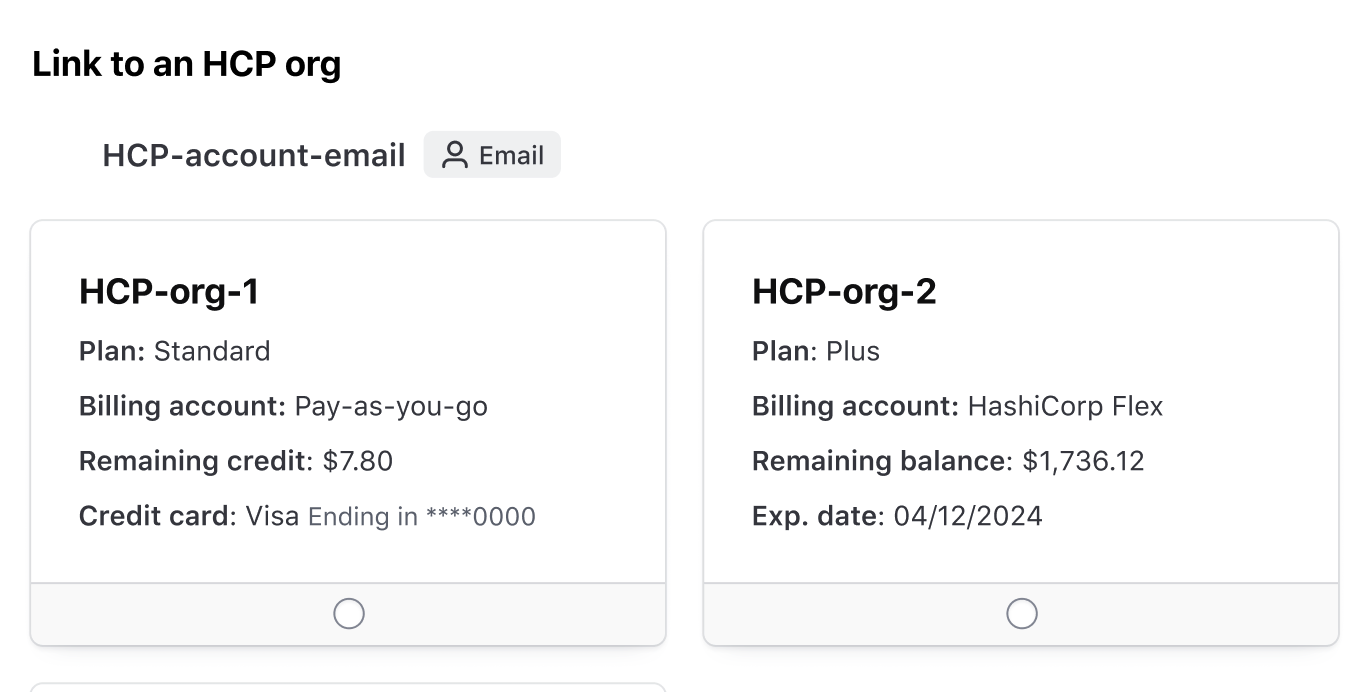 Link to an HCP org
HCP-account-email Email
HCP-org-1
Plan: Standard
Billing account: Pay-as-you-go
Remaining credit: $7.80
Credit card: Visa Ending in ****0000
HCP-org-2
Plan: Plus
Billing account: HashiCorp Flex
Remaining balance: $1,736.12
Exp. date: 04/12/2024